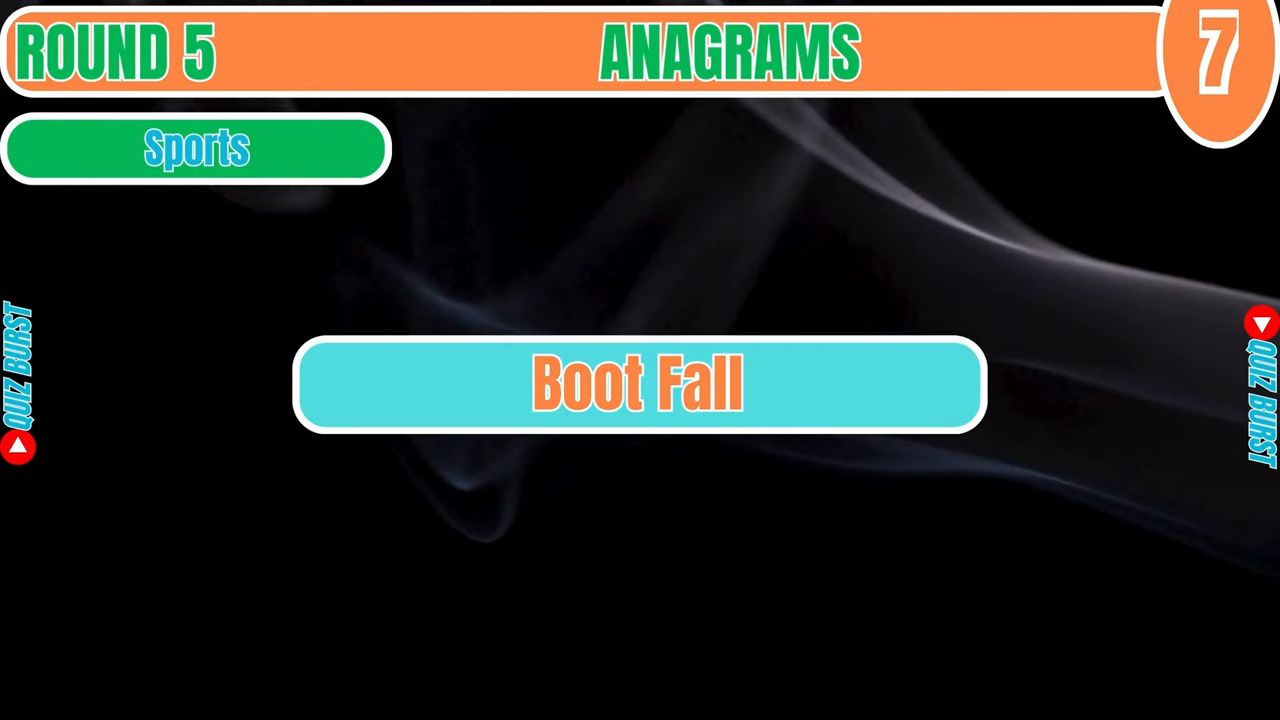 ROUND 5
ANAGRAMS
7
Sports
QUIZ BURST
Boot Fall
QUIZ BURST